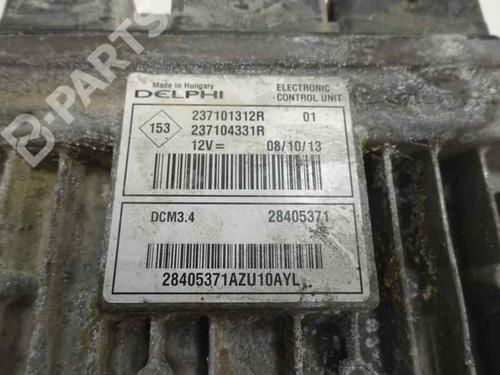 B-PARTS
Made in Hungary
DELPHI
ELECTRONIC
CONTROL UNIT
153
237101312R 01
237104331R
12V= 08/10/13
DCM3.4 28405371
28405371AZU10AYL
B-PARTS